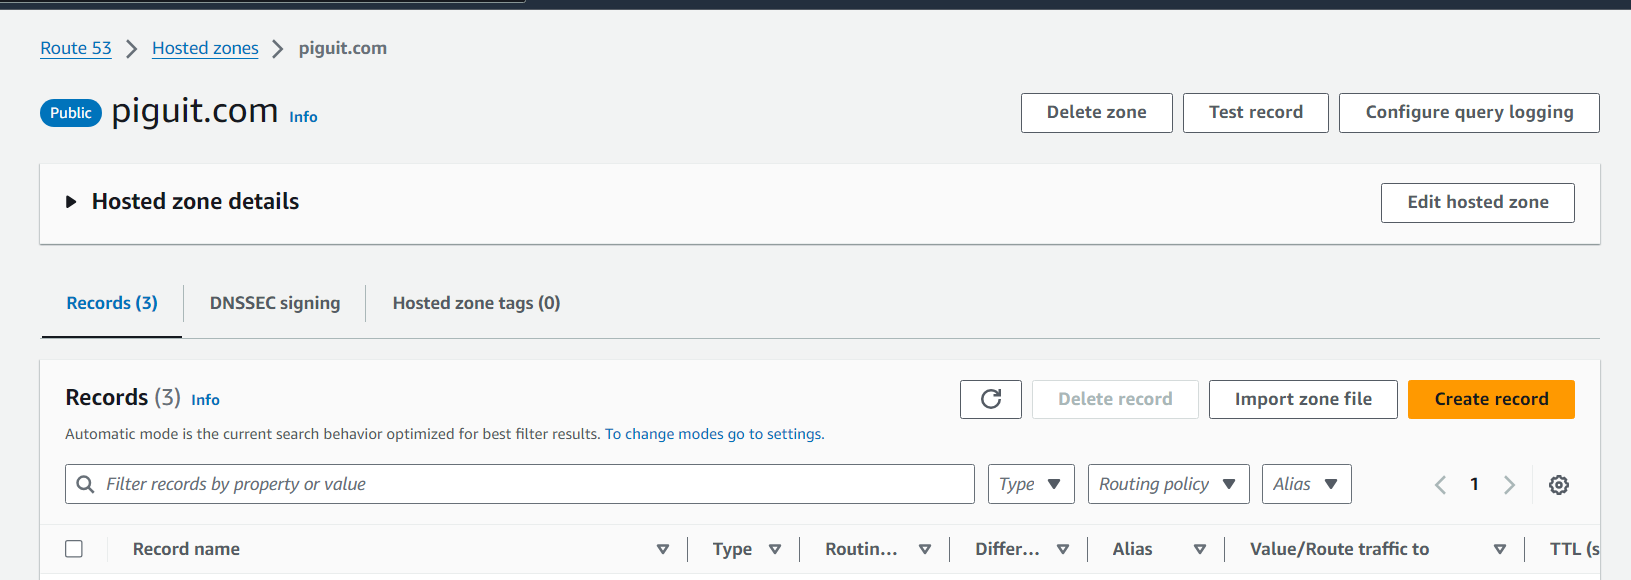 Route 53 Hosted zones piguit.com
Public piguit.com Info Delete zone Test record Configure query logging
Hosted zone details Edit hosted zone
Records (3) DNSSEC signing Hosted zone tags (0)
Records (3) Info Delete record Import zone file Create record
Automatic mode is the current search behavior optimized for best filter results. To change modes go to settings.
Filter records by property or value Type Routing policy Alias 1
Record name Type Routin... Differ... Alias Value/Route traffic to TTL (s